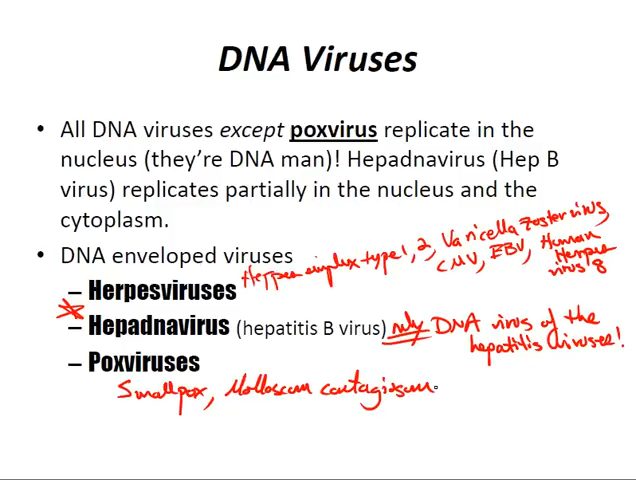 DNA Viruses
• All DNA viruses except poxvirus replicate in the
nucleus (they're DNA man)! Hepadnavirus (Hep B
virus) replicates partially in the nucleus and the
cytoplasm.
• DNA enveloped viruses
– Herpesviruses
Herpes simplex type 1, 2, Varicella Zoster virus,
CMV, EBV, Human
Herpes
virus 8
– Hepadnavirus (hepatitis B virus) only DNA virus of the
hepatitis viruses!
– Poxviruses
Smallpox, Molloscum contagiosum